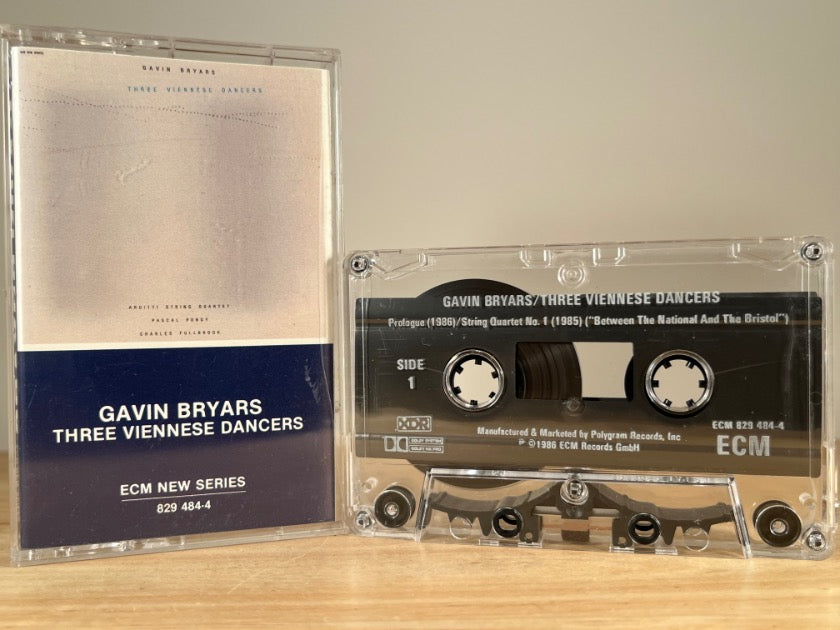 GAVIN BRYARS
THREE VIENNESE DANCERS
ARDITTI STRING QUARTET
PASCAL PONGY
CHARLES FULLBROOK
GAVIN BRYARS
THREE VIENNESE DANCERS
ECM NEW SERIES
829 484-4
GAVIN BRYARS/THREE VIENNESE DANCERS
Prologue (1986)/String Quartet No. 1 (1985) ("Between The National And The Bristol")
SIDE
1
XDR
DOLBY SYSTEM
Manufactured & Marketed by Polygram Records, Inc
℗ ©1986 ECM Records GmbH
ECM 829 484-4
ECM